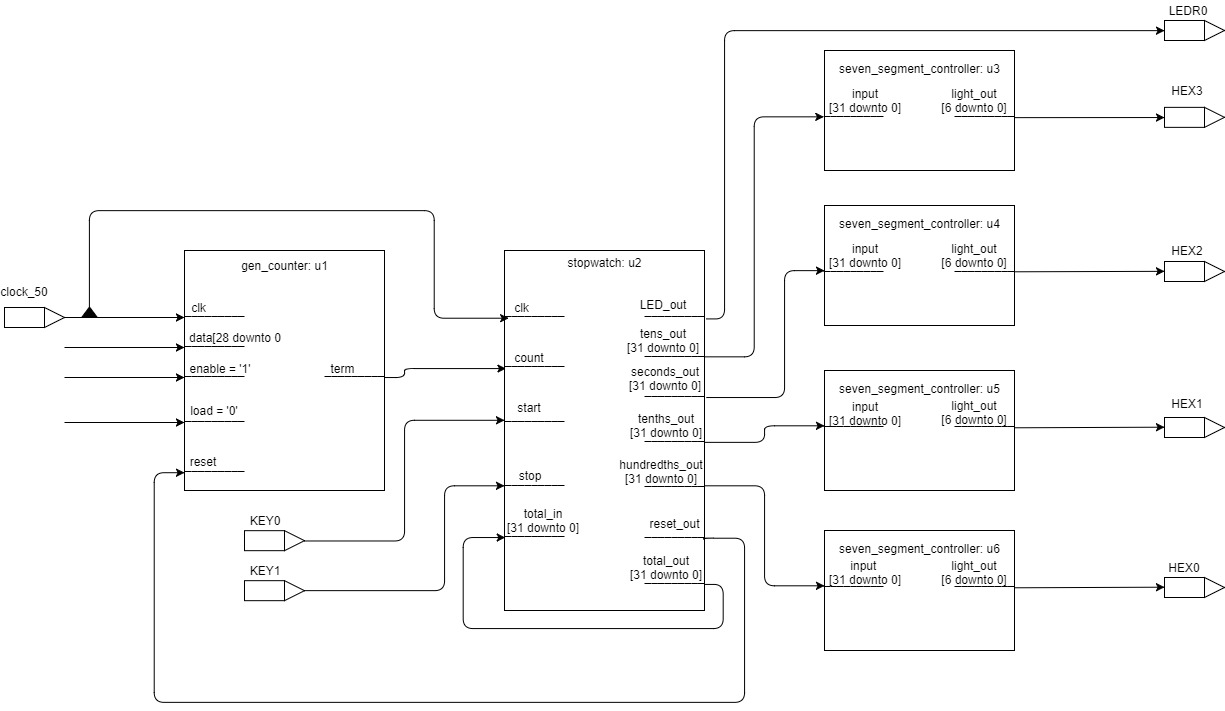 LEDR0
seven_segment_controller: u3
input
[31 downto 0]
light_out
[6 downto 0]
HEX3
seven_segment_controller: u4
input
[31 downto 0]
light_out
[6 downto 0]
HEX2
clock_50
gen_counter: u1
clk
data[28 downto 0
enable = '1'
load = '0'
reset
term
KEY0
KEY1
stopwatch: u2
clk
count
start
stop
total_in
[31 downto 0]
LED_out
tens_out
[31 downto 0]
seconds_out
[31 downto 0]
tenths_out
[31 downto 0]
hundredths_out
[31 downto 0]
reset_out
total_out
[31 downto 0]
seven_segment_controller: u5
input
[31 downto 0]
light_out
[6 downto 0]
HEX1
seven_segment_controller: u6
input
[31 downto 0]
light_out
[6 downto 0]
HEX0